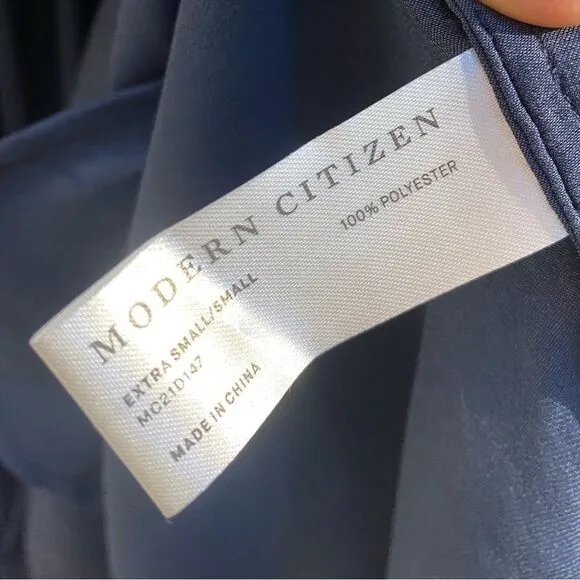 MODERN CITIZEN
EXTRA SMALL/SMALL
100% POLYESTER
MC21D147
MADE IN CHINA